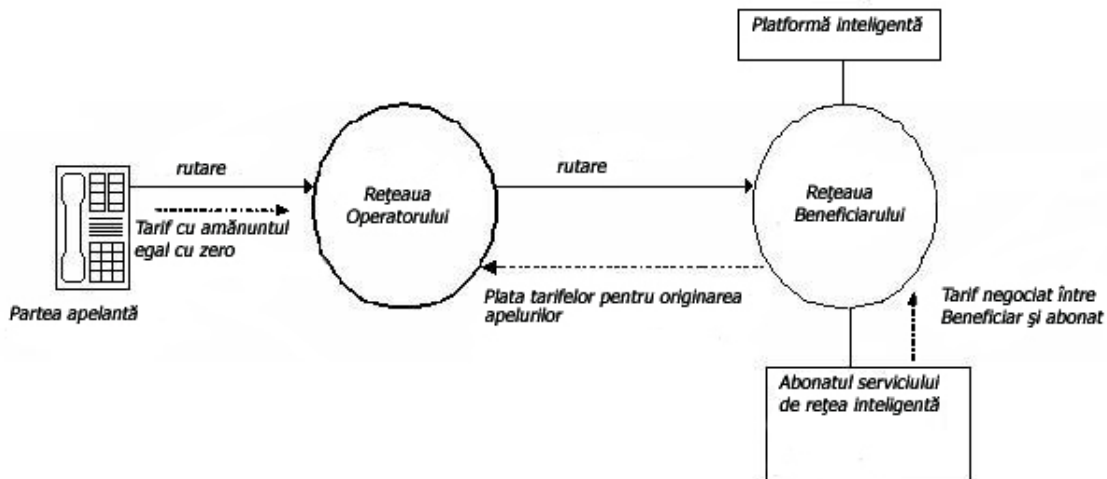 Platformă inteligentă
rutare
rutare
Reţeaua
Operatorului
Reţeaua
Beneficiarului
Tarif cu amănuntul
egal cu zero
Partea apelantă
Plata tarifelor pentru originarea
apelurilor
Tarif negociat între
Beneficiar şi abonat
Abonatul serviciului
de reţea inteligentă